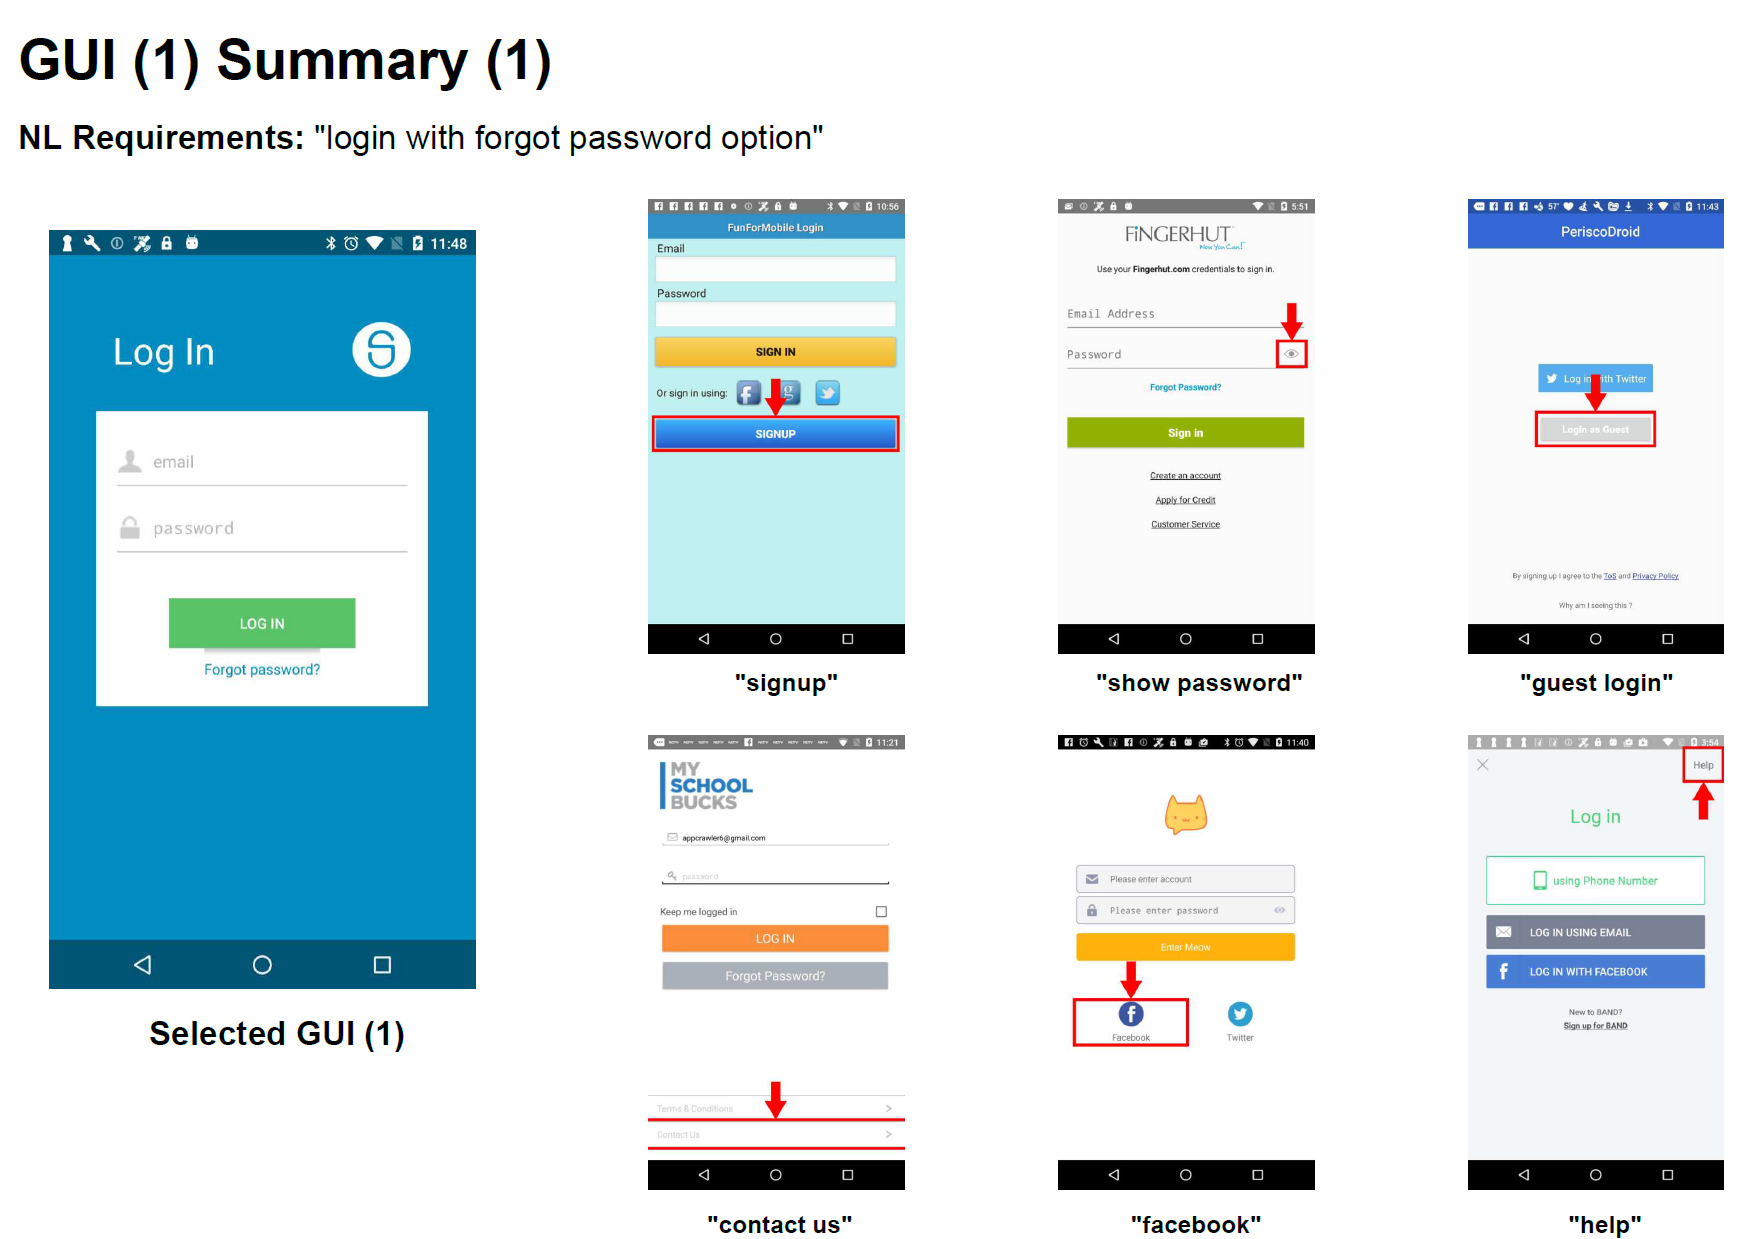 GUI (1) Summary (1)
NL Requirements: "login with forgot password option"
11:48
Log In
email
password
LOG IN
Forgot password?
Selected GUI (1)
10:56
FunForMobile Login
Email
Password
SIGN IN
Or sign in using:
SIGNUP
"signup"
5:51
FiNGERHUT
Now You Can!
Use your Fingerhut.com credentials to sign in.
Email Address
Password
Forgot Password?
Sign in
Create an account
Apply for Credit
Customer Service
"show password"
57°
11:43
PeriscoDroid
Log in with Twitter
Login as Guest
By signing up I agree to the ToS and Privacy Policy
Why am I seeing this ?
"guest login"
11:21
MY
SCHOOL
BUCKS
appcrawler6@gmail.com
password
Keep me logged in
LOG IN
Forgot Password?
Terms & Conditions
Contact Us
"contact us"
11:40
Please enter account
Please enter password
Enter Meow
Facebook
Twitter
"facebook"
3:54
Help
Log in
using Phone Number
LOG IN USING EMAIL
LOG IN WITH FACEBOOK
New to BAND?
Sign up for BAND
"help"